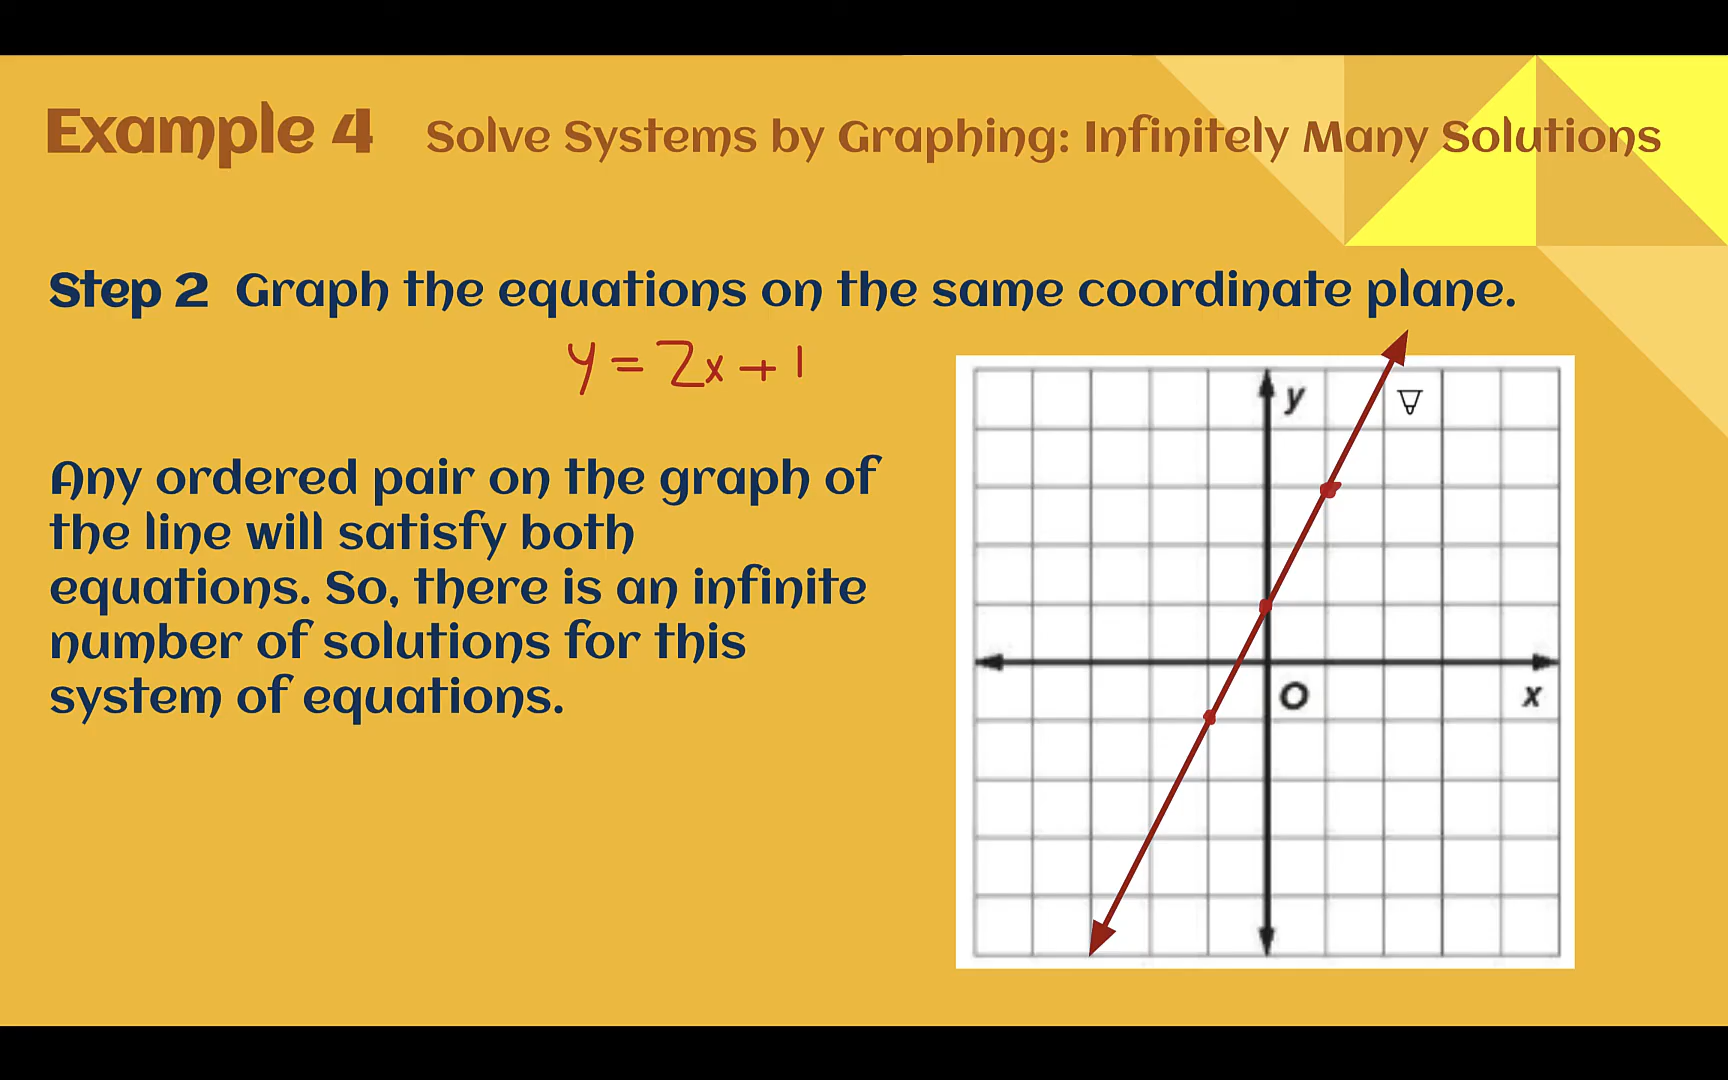 Example 4 Solve Systems by Graphing: Infinitely Many Solutions
Step 2 Graph the equations on the same coordinate plane.
y = 2x + 1
Any ordered pair on the graph of
the line will satisfy both
equations. So, there is an infinite
number of solutions for this
system of equations.
y
O
x